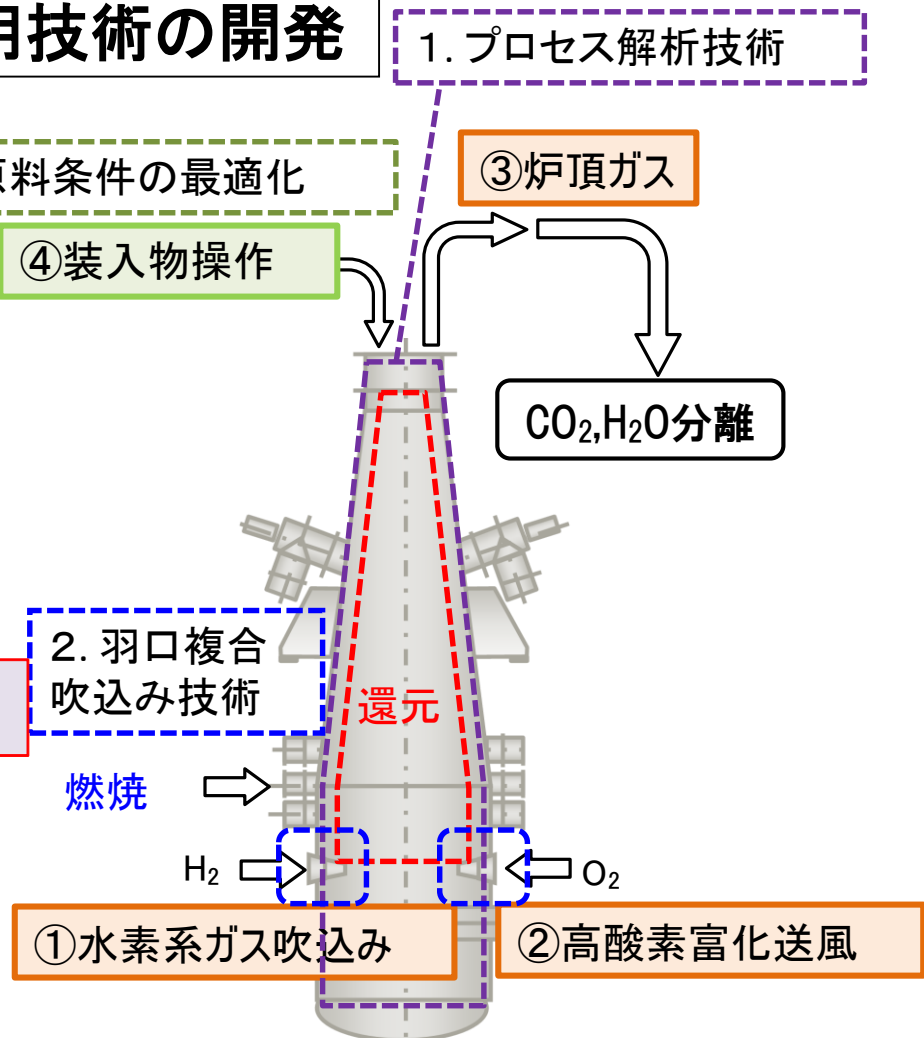 技術の開発
1. プロセス解析技術
料条件の最適化
③炉頂ガス
④装入物操作
CO₂,H₂O分離
2. 羽口複合
吹込み技術
還元
燃焼
H₂
O₂
①水素系ガス吹込み
②高酸素富化送風